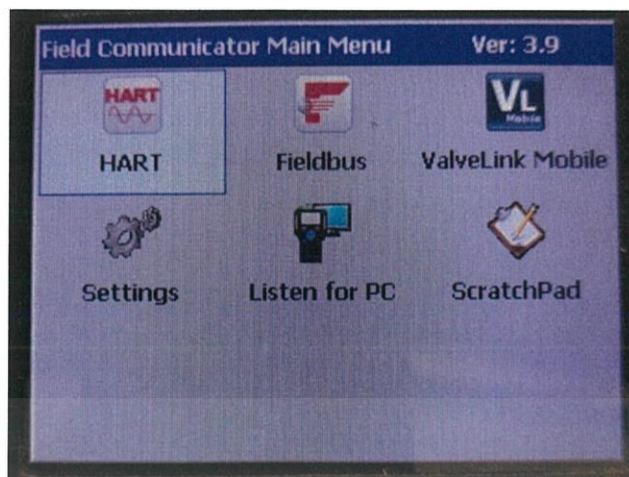 Field Communicator Main Menu Ver: 3.9
HART
VL
Mobile
HART Fieldbus ValveLink Mobile
Settings Listen for PC ScratchPad